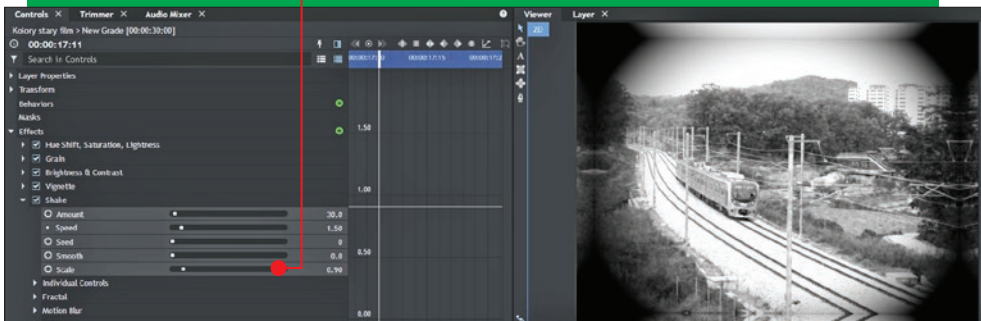 Controls × Trimmer × Audio Mixer ×
Viewer Layer ×
Koiory stary film > New Grade [00:00:30:00]
2D
00:00:17:11
Search in Controls
00:00:17:15
Layer Properties
Transform
Behaviors
Masks
Effects
1.50
Hue Shift, Saturation, Lightness
Grain
Brightness & Contrast
Vignette
1.00
Shake
Amount 30.0
Speed 1.50
Seed 0
0.50
Smooth 0.0
Scale 0.90
Individual Controls
Fractal
Motion Blur
0.00